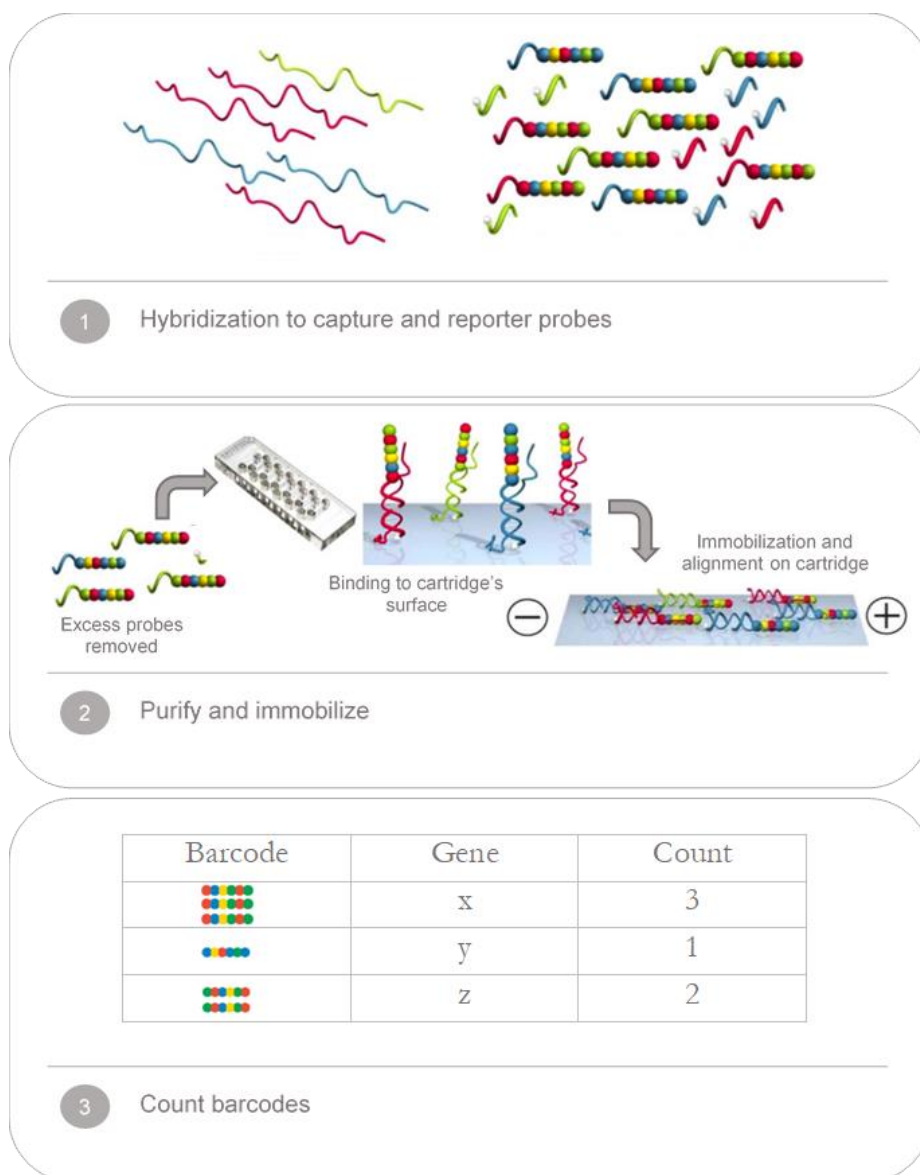 1 Hybridization to capture and reporter probes
Excess probes
removed
Binding to cartridge's
surface
Immobilization and
alignment on cartridge
− +
2 Purify and immobilize
Barcode Gene Count
x 3
y 1
z 2
3 Count barcodes